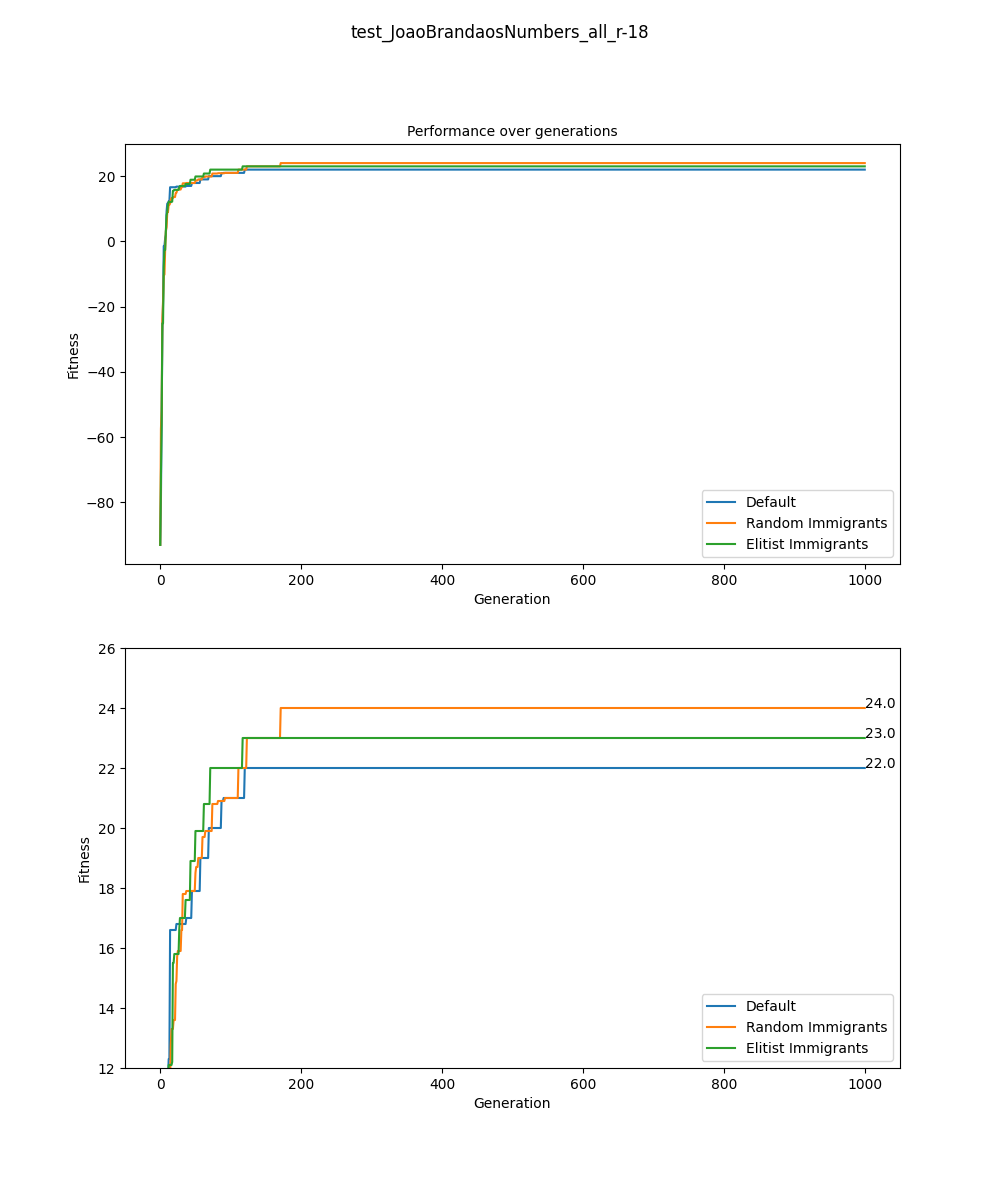 test_JoaoBrandaosNumbers_all_r-18
Performance over generations
20
0
−20
−40
−60
−80
Fitness
Default
Random Immigrants
Elitist Immigrants
0 200 400 600 800 1000
Generation
26
24
22
20
18
16
14
12
Fitness
24.0
23.0
22.0
Default
Random Immigrants
Elitist Immigrants
0 200 400 600 800 1000
Generation